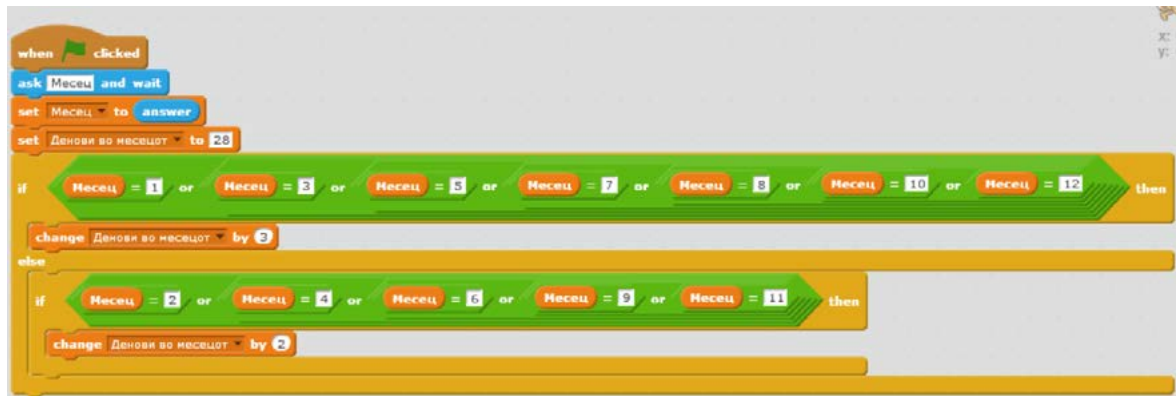 x:
when clicked
y:
ask Месец and wait
set Месец to answer
set Денови во месецот to 28
if Месец = 1 or Месец = 3 or Месец = 5 or Месец = 7 or Месец = 8 or Месец = 10 or Месец = 12 then
change Денови во месецот by 3
else
if Месец = 2 or Месец = 4 or Месец = 6 or Месец = 9 or Месец = 11 then
change Денови во месецот by 2